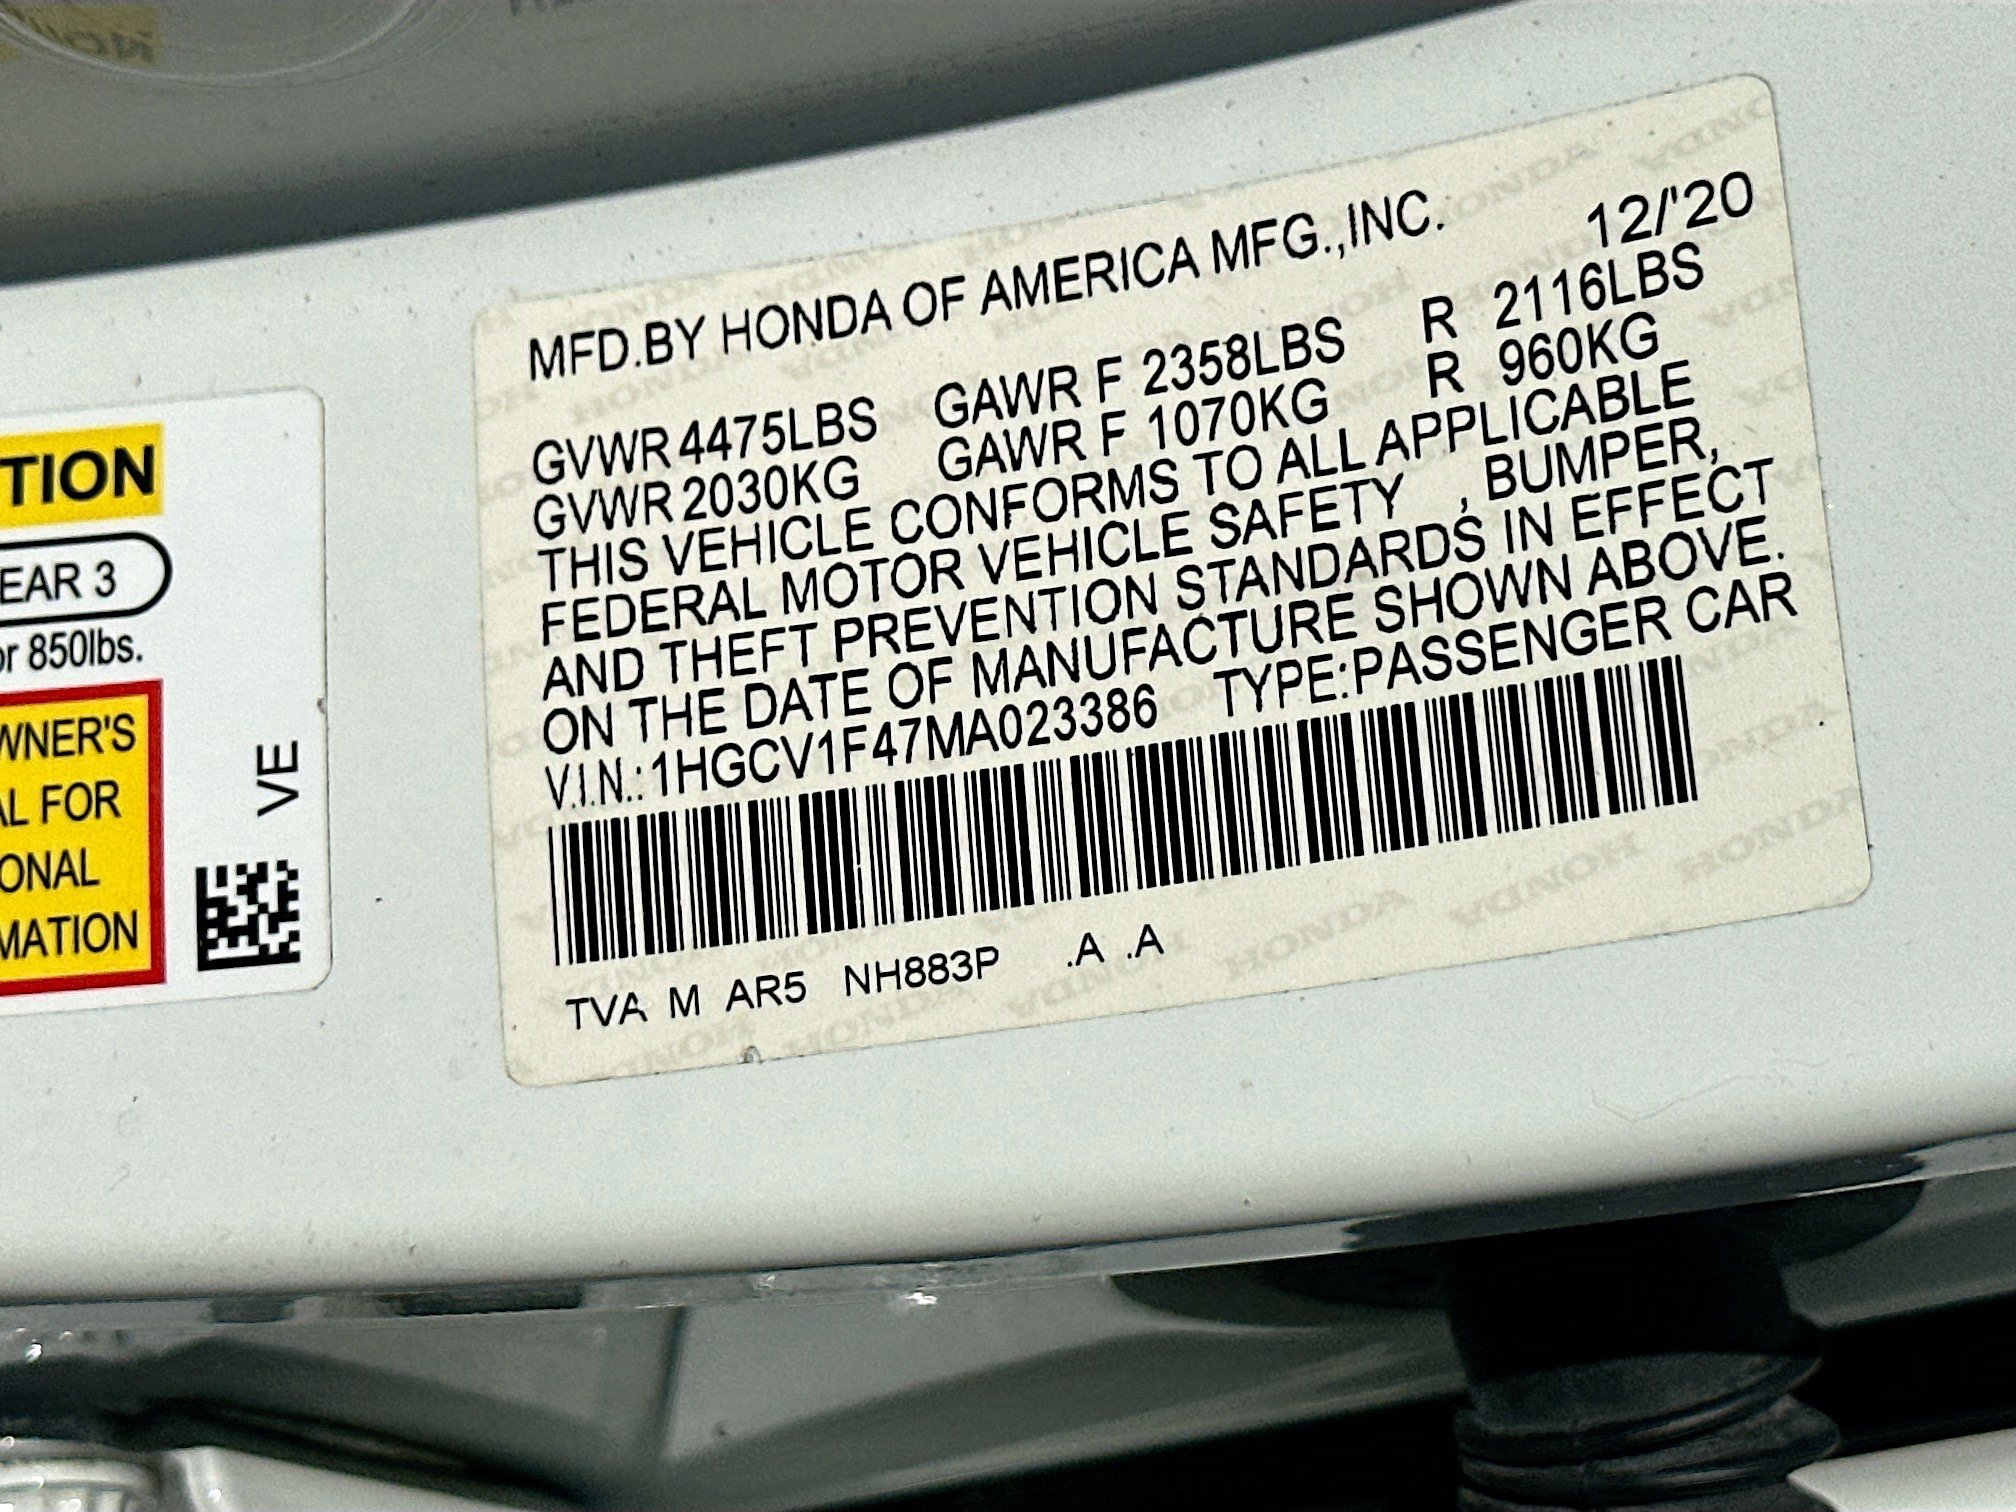 MFD.BY HONDA OF AMERICA MFG.,INC. 12/'20
GVWR 4475LBS GAWR F 2358LBS R 2116LBS
GVWR 2030KG GAWR F 1070KG R 960KG
THIS VEHICLE CONFORMS TO ALL APPLICABLE
FEDERAL MOTOR VEHICLE SAFETY , BUMPER,
AND THEFT PREVENTION STANDARDS IN EFFECT
ON THE DATE OF MANUFACTURE SHOWN ABOVE.
V.I.N.: 1HGCV1F47MA023386 TYPE:PASSENGER CAR
TVA M AR5 NH883P .A .A
TION
EAR 3
or 850lbs.
WNER'S
AL FOR
ONAL
MATION
VE
HONDA